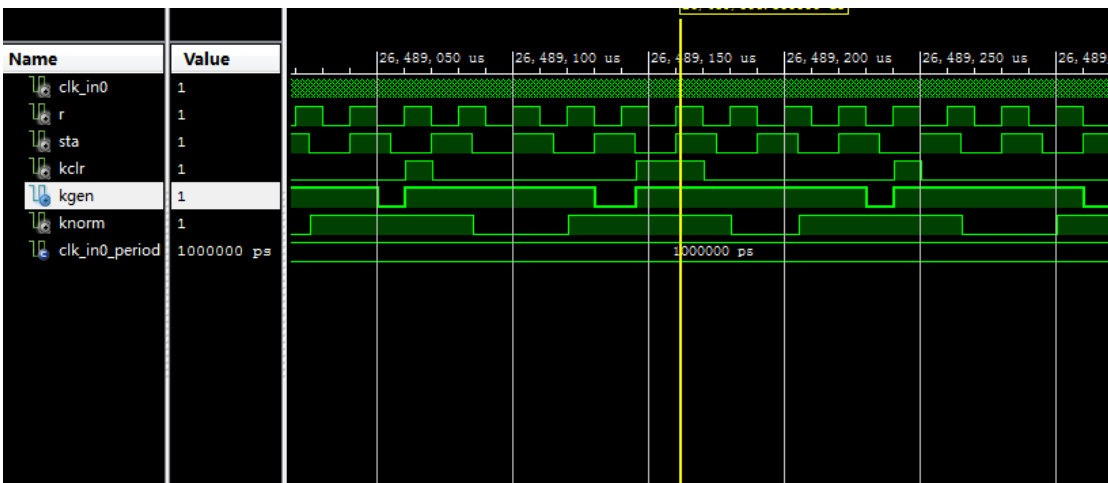 Name Value
26,489,050 us 26,489,100 us 26,489,150 us 26,489,200 us 26,489,250 us 26,489
clk_in0 1
r 1
sta 1
kclr 1
kgen 1
knorm 1
clk_in0_period 1000000 ps 1000000 ps